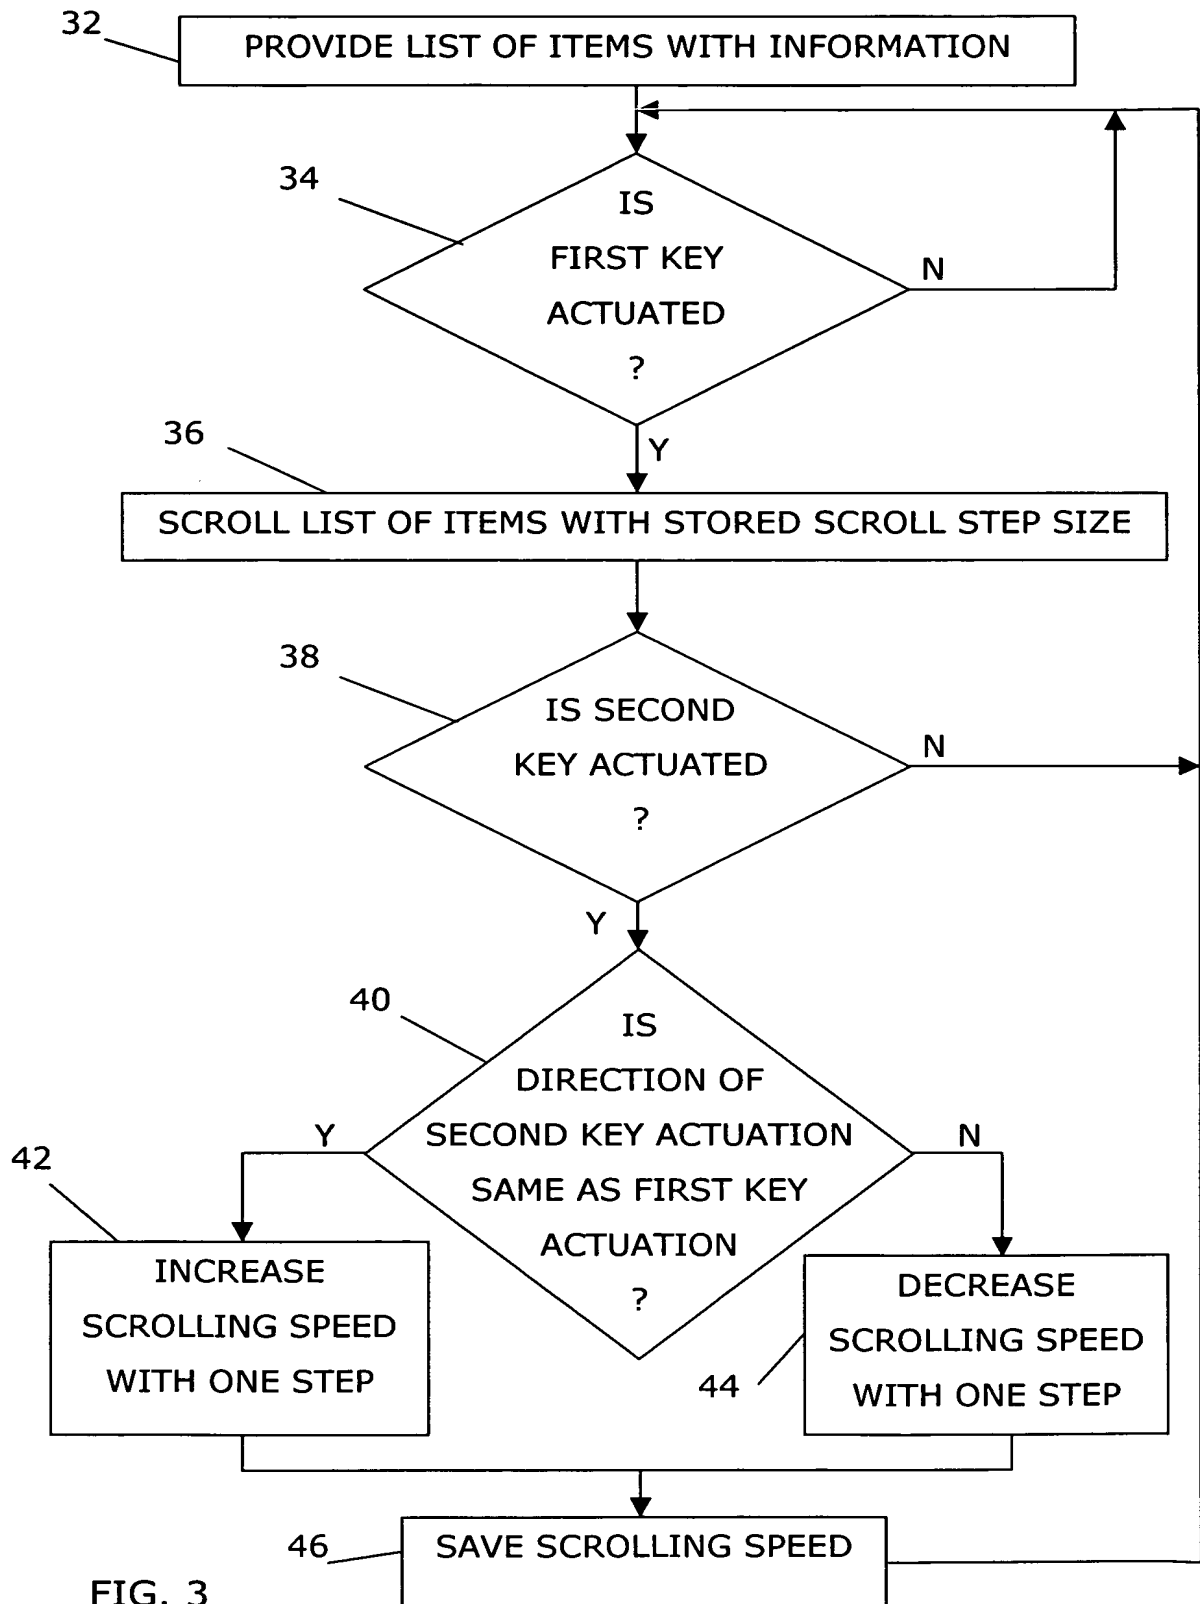 32
PROVIDE LIST OF ITEMS WITH INFORMATION
34
IS
FIRST KEY
ACTUATED
?
N
Y
36
SCROLL LIST OF ITEMS WITH STORED SCROLL STEP SIZE
38
IS SECOND
KEY ACTUATED
?
N
Y
40
IS
DIRECTION OF
SECOND KEY ACTUATION
SAME AS FIRST KEY
ACTUATION
?
Y
N
42
INCREASE
SCROLLING SPEED
WITH ONE STEP
44
DECREASE
SCROLLING SPEED
WITH ONE STEP
46
SAVE SCROLLING SPEED
FIG. 3